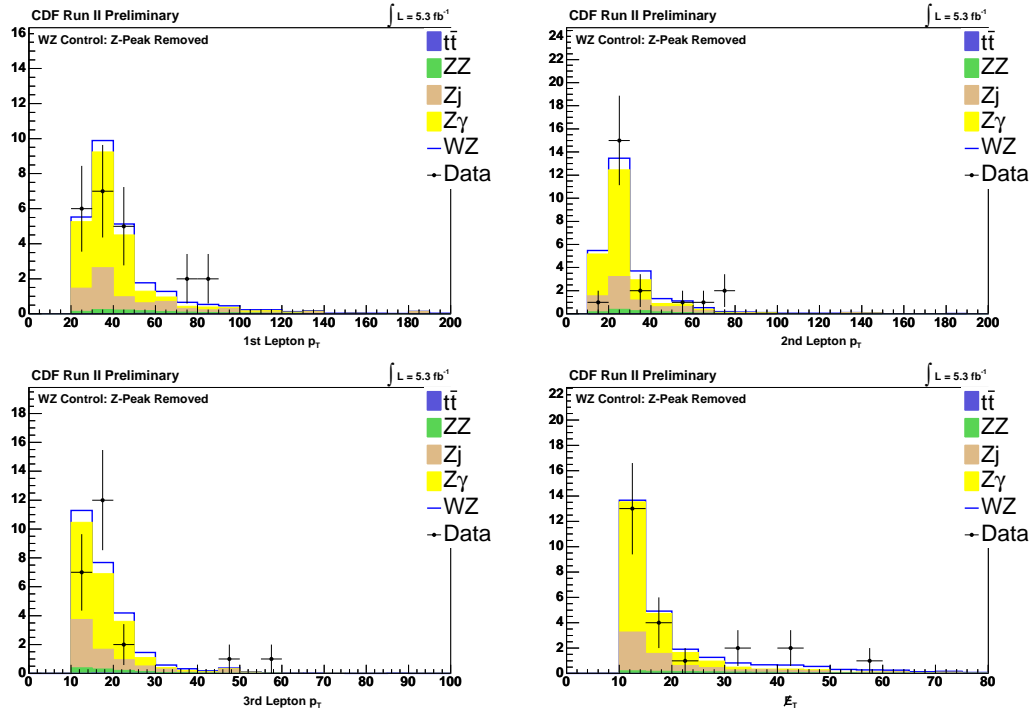 CDF Run II Preliminary
∫ L = 5.3 fb⁻¹
WZ Control: Z-Peak Removed
tt̄
ZZ
Zj
Zγ
WZ
Data
16
14
12
10
8
6
4
2
0
0 20 40 60 80 100 120 140 160 180 200
1st Lepton p_T
CDF Run II Preliminary
∫ L = 5.3 fb⁻¹
WZ Control: Z-Peak Removed
tt̄
ZZ
Zj
Zγ
WZ
Data
24
22
20
18
16
14
12
10
8
6
4
2
0
0 20 40 60 80 100 120 140 160 180 200
2nd Lepton p_T
CDF Run II Preliminary
∫ L = 5.3 fb⁻¹
WZ Control: Z-Peak Removed
tt̄
ZZ
Zj
Zγ
WZ
Data
18
16
14
12
10
8
6
4
2
0
0 10 20 30 40 50 60 70 80 90 100
3rd Lepton p_T
CDF Run II Preliminary
∫ L = 5.3 fb⁻¹
WZ Control: Z-Peak Removed
tt̄
ZZ
Zj
Zγ
WZ
Data
22
20
18
16
14
12
10
8
6
4
2
0
0 10 20 30 40 50 60 70 80
E̸_T